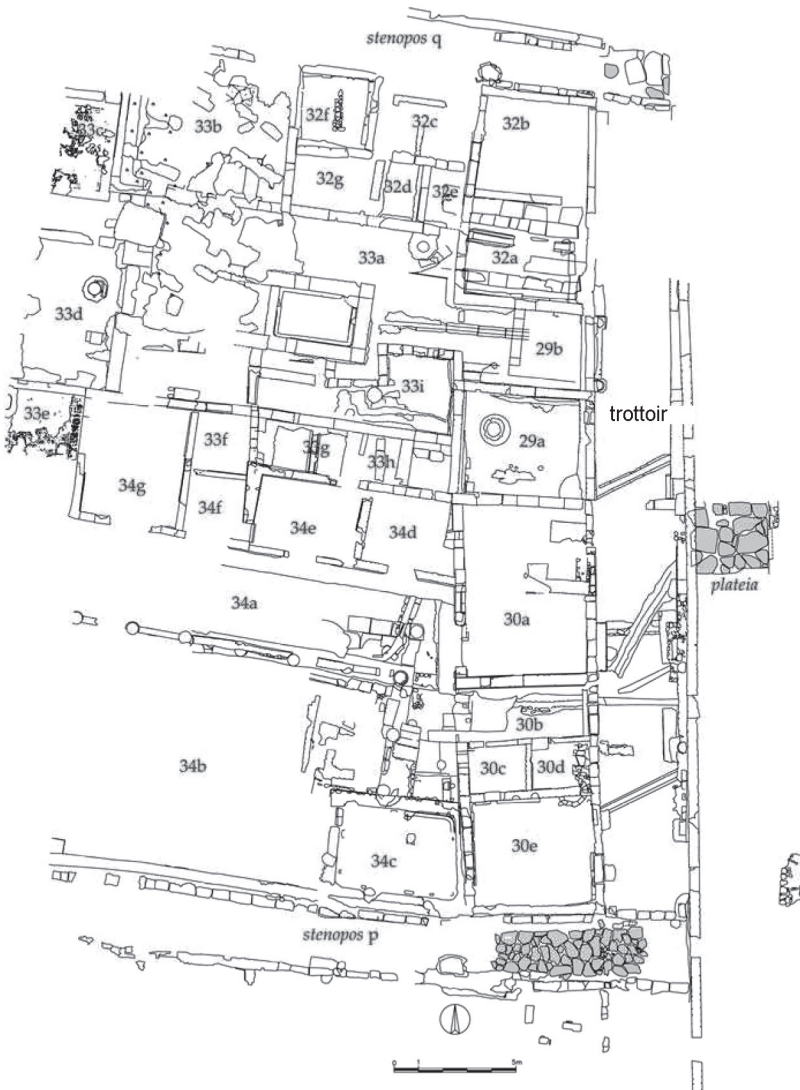 stenopos q
32f
32c
32b
33c
33b
32g
32d
32e
33a
32a
33d
29b
33i
33e
trottoir
33f
33g
33h
29a
34g
34f
34e
34d
plateia
34a
30a
30b
34b
30c
30d
34c
30e
stenopos p
0
1
5m